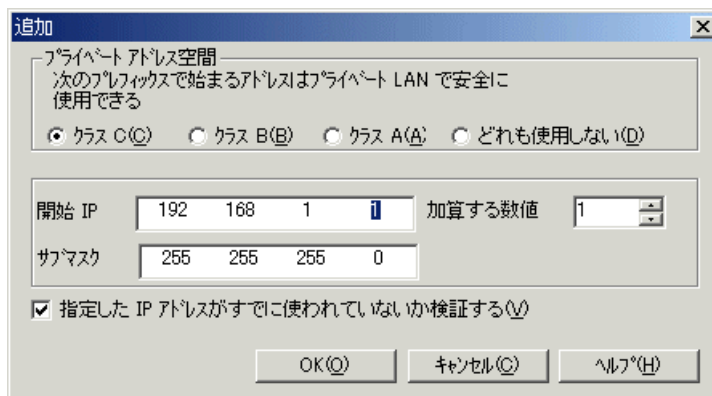 追加
プライベート アドレス空間
次のプレフィックスで始まるアドレスはプライベート LAN で安全に
使用できる
クラス C(C) クラス B(B) クラス A(A) どれも使用しない(D)
開始 IP 192 168 1 1 加算する数値 1
サブマスク 255 255 255 0
指定した IP アドレスがすでに使われていないか検証する(V)
OK(O) キャンセル(C) ヘルプ(H)